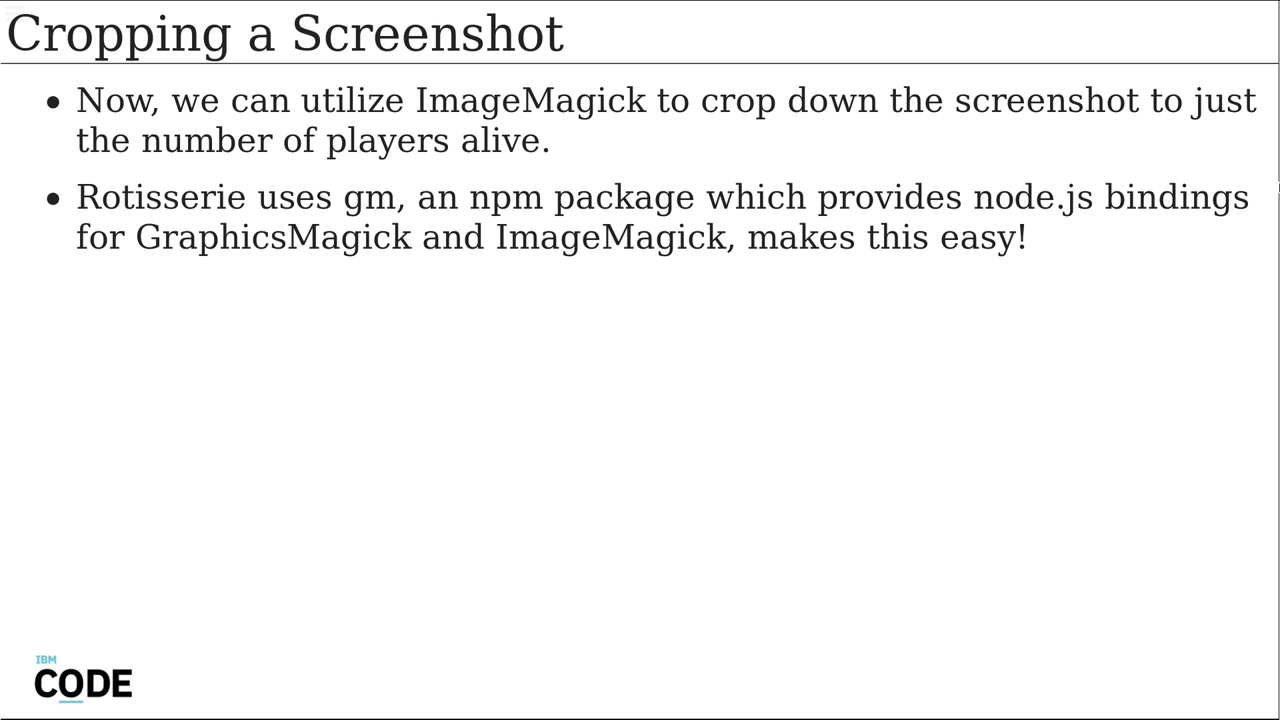 Cropping a Screenshot
• Now, we can utilize ImageMagick to crop down the screenshot to just
the number of players alive.
• Rotisserie uses gm, an npm package which provides node.js bindings
for GraphicsMagick and ImageMagick, makes this easy!
IBM
CODE